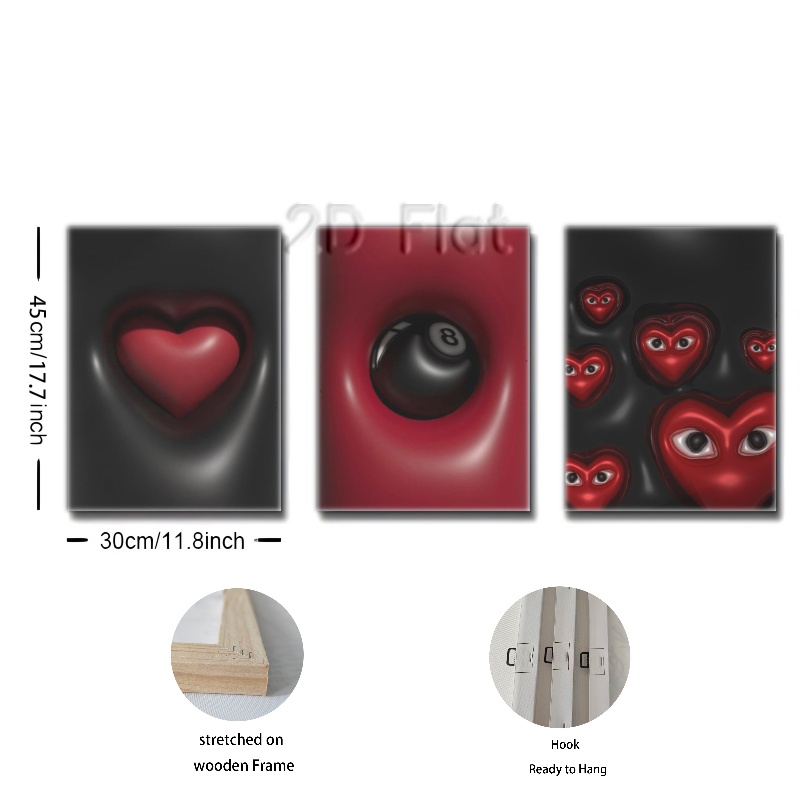 2D Flat
45cm/17.7inch
8
30cm/11.8inch
stretched on
wooden Frame
Hook
Ready to Hang